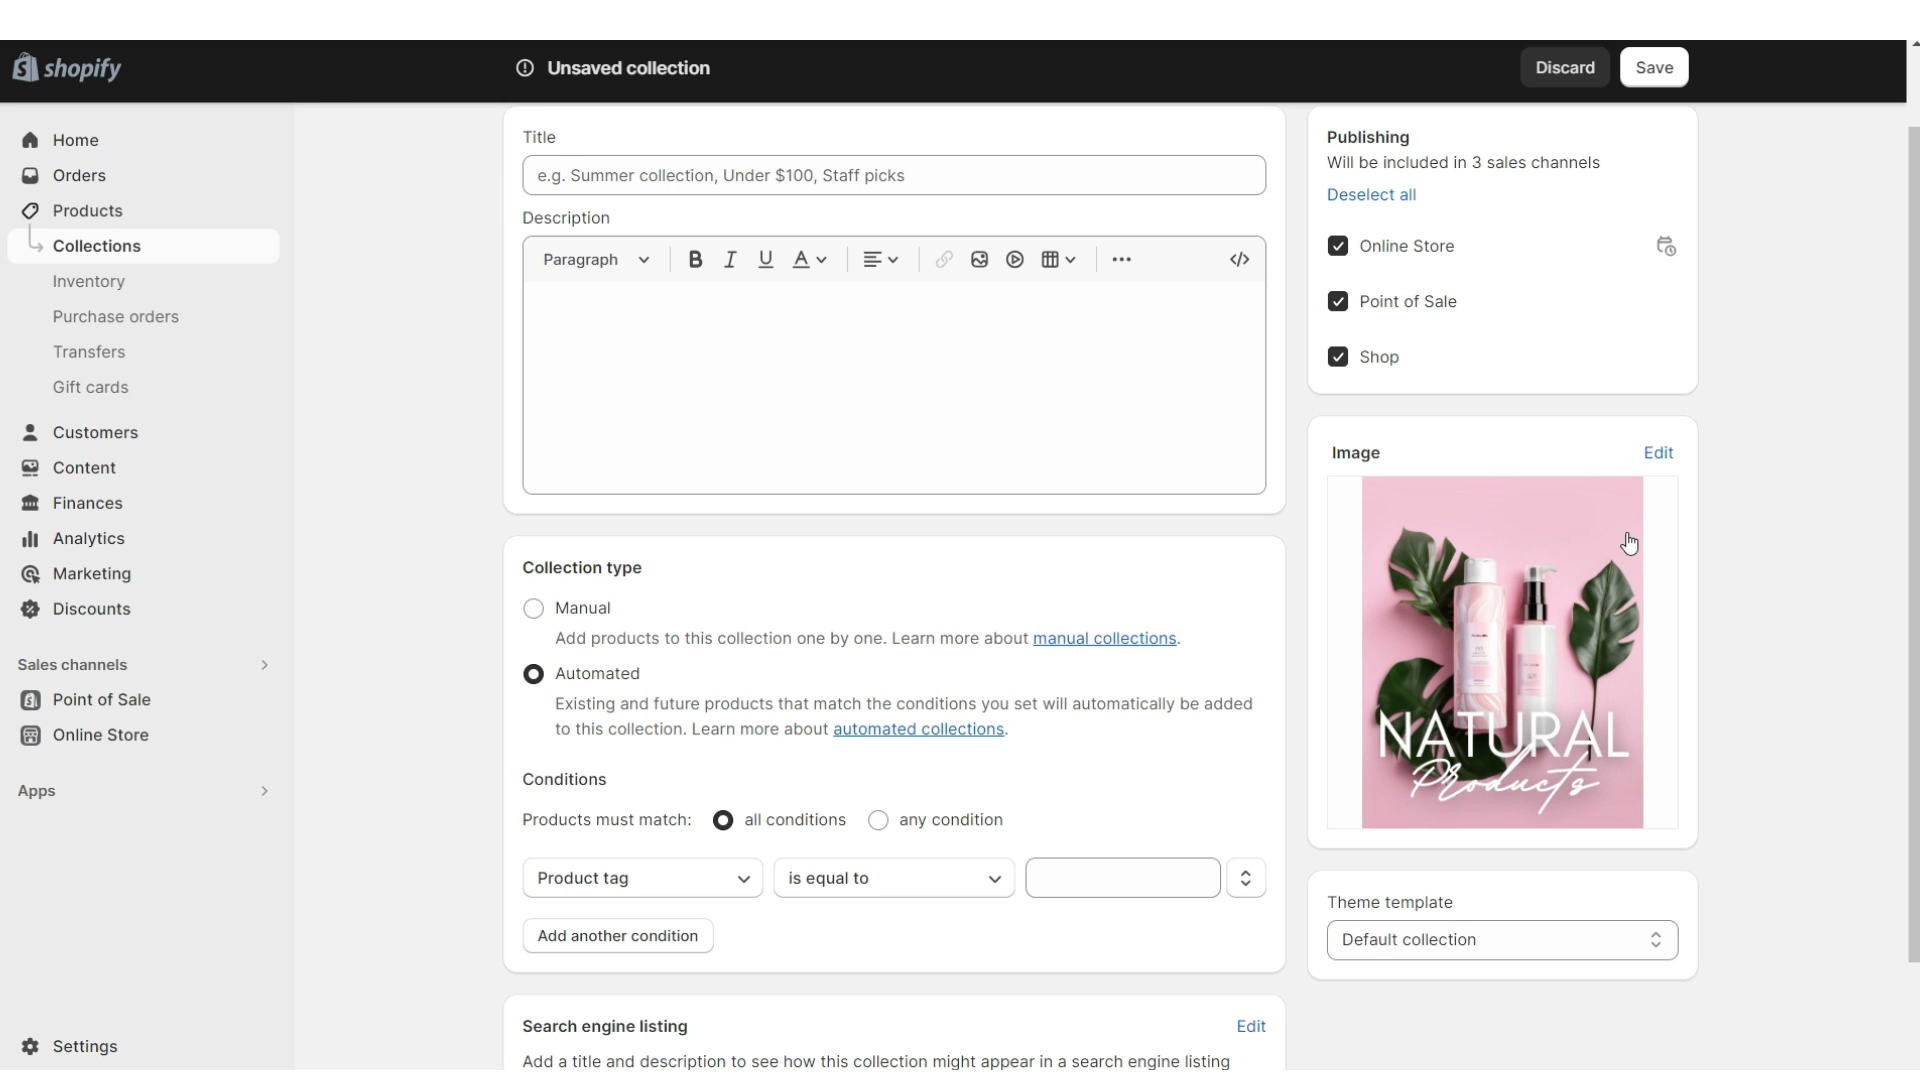 shopify
Unsaved collection
Discard
Save
Home
Orders
Products
Collections
Inventory
Purchase orders
Transfers
Gift cards
Customers
Content
Finances
Analytics
Marketing
Discounts
Sales channels
Point of Sale
Online Store
Apps
Settings
Title
e.g. Summer collection, Under $100, Staff picks
Description
Paragraph B I U A
Collection type
Manual
Add products to this collection one by one. Learn more about manual collections.
Automated
Existing and future products that match the conditions you set will automatically be added
to this collection. Learn more about automated collections.
Conditions
Products must match: all conditions any condition
Product tag is equal to
Add another condition
Search engine listing Edit
Add a title and description to see how this collection might appear in a search engine listing
Publishing
Will be included in 3 sales channels
Deselect all
Online Store
Point of Sale
Shop
Image Edit
NATURAL
Products
Theme template
Default collection